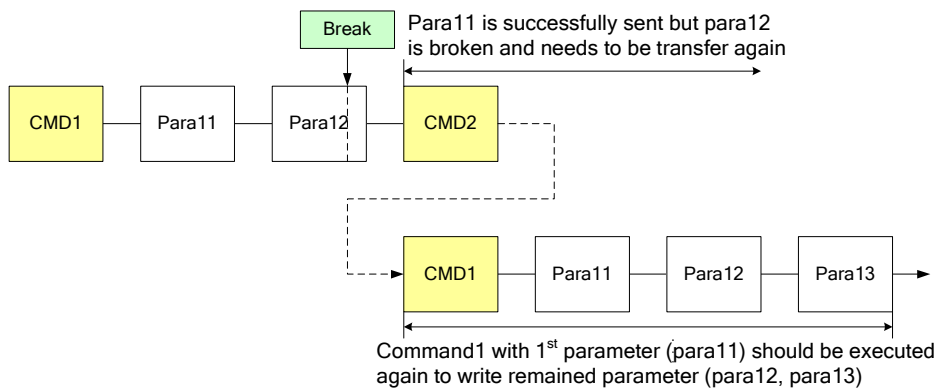 Break
Para11 is successfully sent but para12
is broken and needs to be transfer again
CMD1
Para11
Para12
CMD2
CMD1
Para11
Para12
Para13
Command1 with 1st parameter (para11) should be executed
again to write remained parameter (para12, para13)